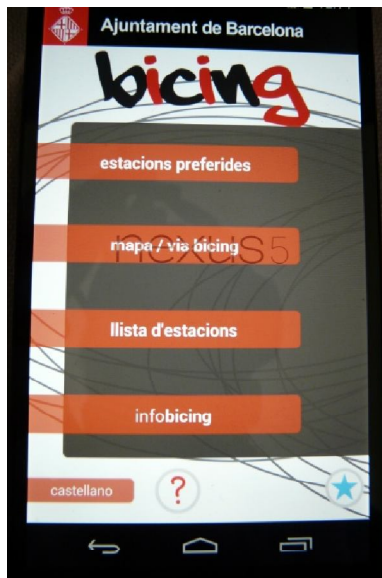 Ajuntament de Barcelona
bicing
estacions preferides
mapa / via bicing
nexus 5
llista d'estacions
infobicing
castellano
?